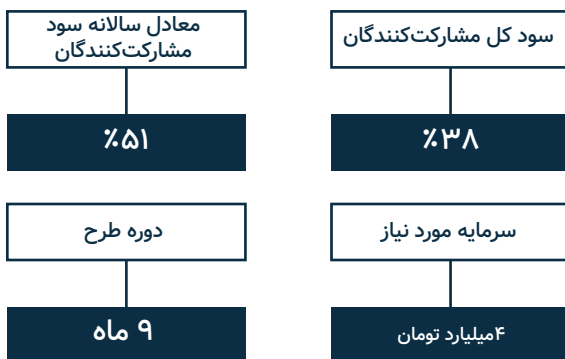 سود کل مشارکت‌کنندگان
معادل سالانه سود
مشارکت‌کنندگان
٪۳۸
٪۵۱
سرمایه مورد نیاز
دوره طرح
۴میلیارد تومان
۹ ماه